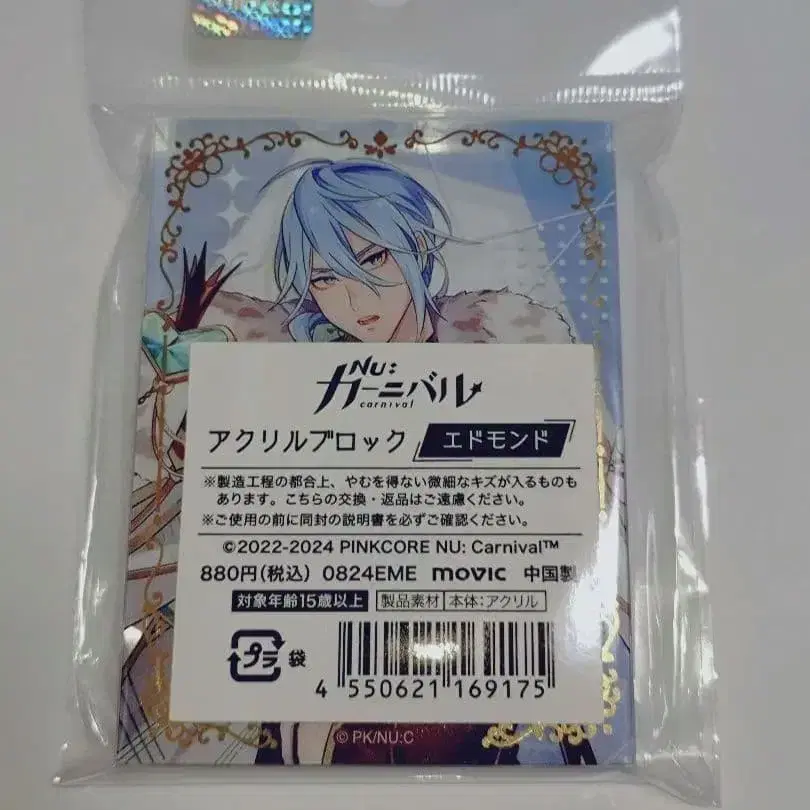 NU:
カーニバル
carnival
アクリルブロック エドモンド
※製造工程の都合上、やむを得ない微細なキズが入るものも
あります。こちらの交換・返品はご遠慮ください。
※ご使用の前に同封の説明書を必ずご確認ください。
©2022-2024 PINKCORE NU: Carnival™
880円(税込) 0824EME movic 中国製
対象年齢15歳以上 製品素材 本体:アクリル
プラ 袋
4 550621 169175
© PK/NU:C